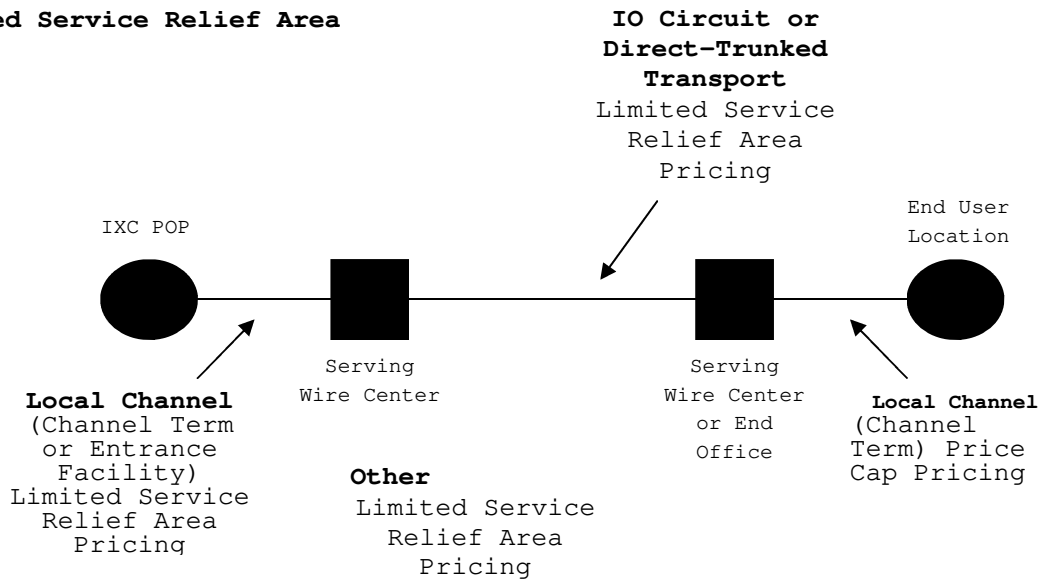 ed Service Relief Area
IO Circuit or
Direct-Trunked
Transport
Limited Service
Relief Area
Pricing
IXC POP
End User
Location
Serving
Wire Center
Serving
Wire Center
or End
Office
Local Channel
(Channel Term
or Entrance
Facility)
Limited Service
Relief Area
Pricing
Other
Limited Service
Relief Area
Pricing
Local Channel
(Channel
Term) Price
Cap Pricing